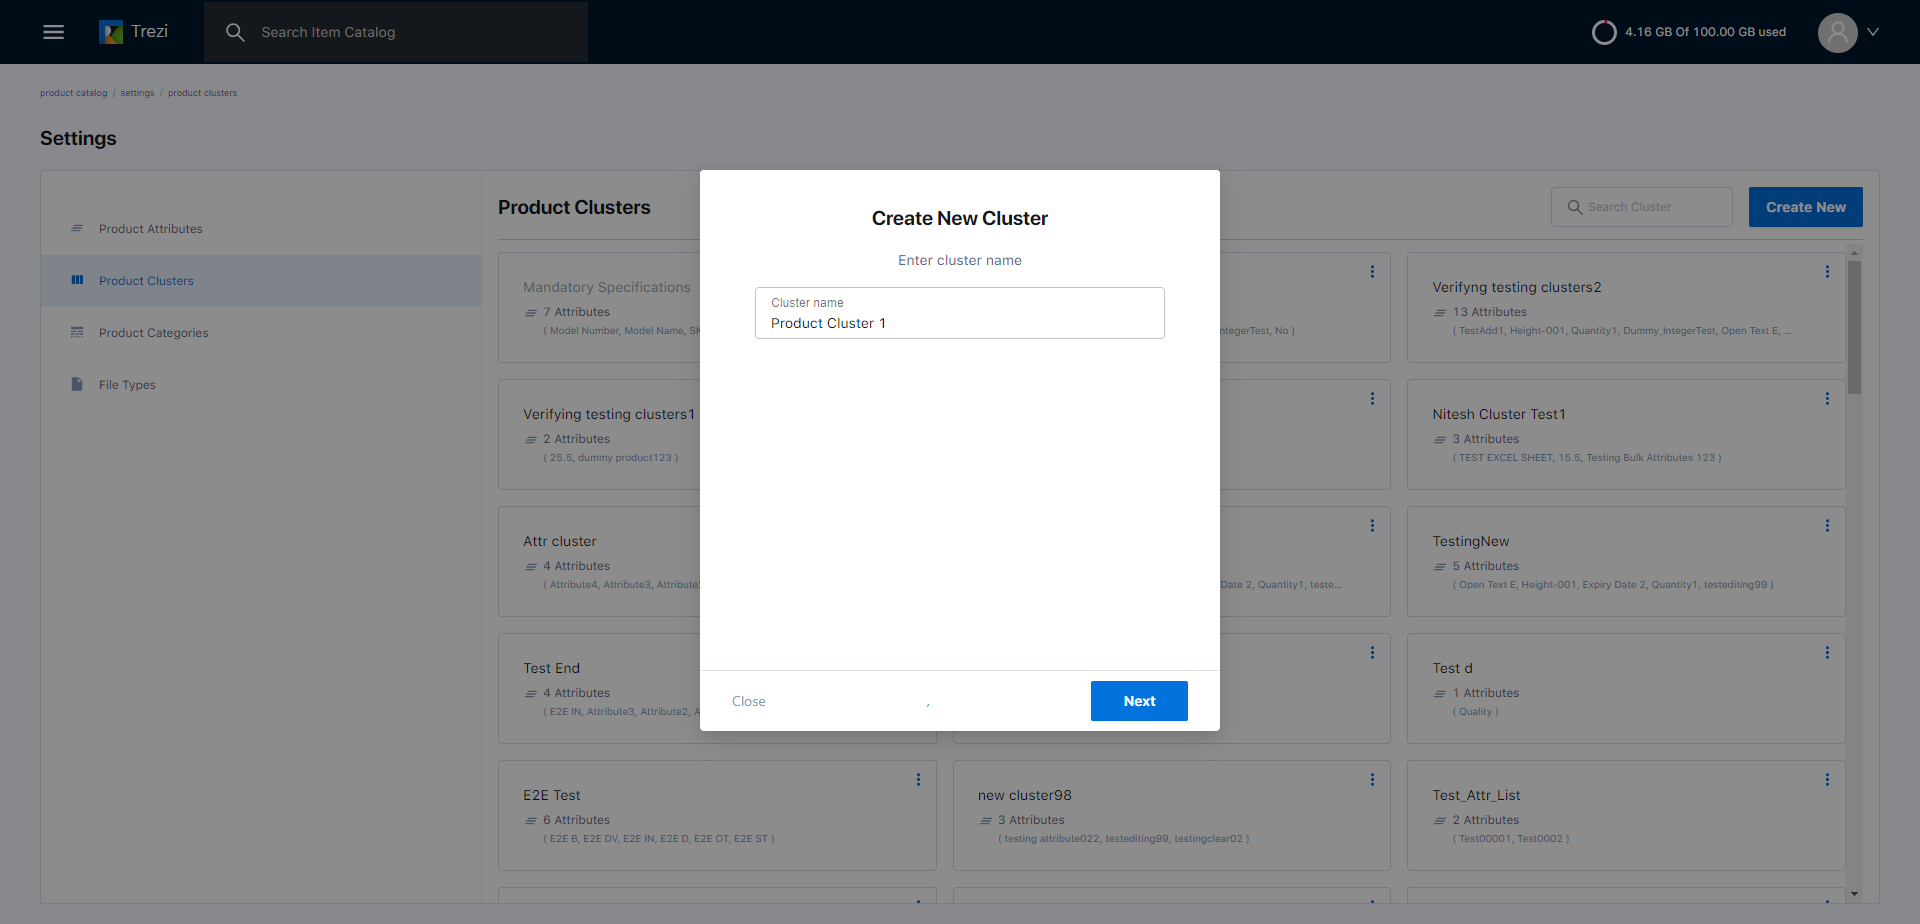 Trezi
Search Item Catalog
4.16 GB Of 100.00 GB used
product catalog / settings / product clusters
Settings
Product Attributes
Product Clusters
Product Categories
File Types
Product Clusters
Search Cluster
Create New
Mandatory Specifications
7 Attributes
( Model Number, Model Name, SK
ntegerTest, No )
Verifyng testing clusters2
13 Attributes
( TestAdd1, Height-001, Quantity1, Dummy_IntegerTest, Open Text E, ...
Verifying testing clusters1
2 Attributes
( 25.5, dummy product123 )
Nitesh Cluster Test1
3 Attributes
( TEST EXCEL SHEET, 15.5, Testing Bulk Attributes 123 )
Attr cluster
4 Attributes
( Attribute4, Attribute3, Attribute
Date 2, Quantity1, teste...
TestingNew
5 Attributes
( Open Text E, Height-001, Expiry Date 2, Quantity1, testediting99 )
Test End
4 Attributes
( E2E IN, Attribute3, Attribute2, A
Test d
1 Attributes
( Quality )
E2E Test
6 Attributes
( E2E B, E2E DV, E2E IN, E2E D, E2E OT, E2E ST )
new cluster98
3 Attributes
( testing attribute022, testediting99, testingclear02 )
Test_Attr_List
2 Attributes
( Test00001, Test0002 )
Create New Cluster
Enter cluster name
Cluster name
Product Cluster 1
Close
,
Next